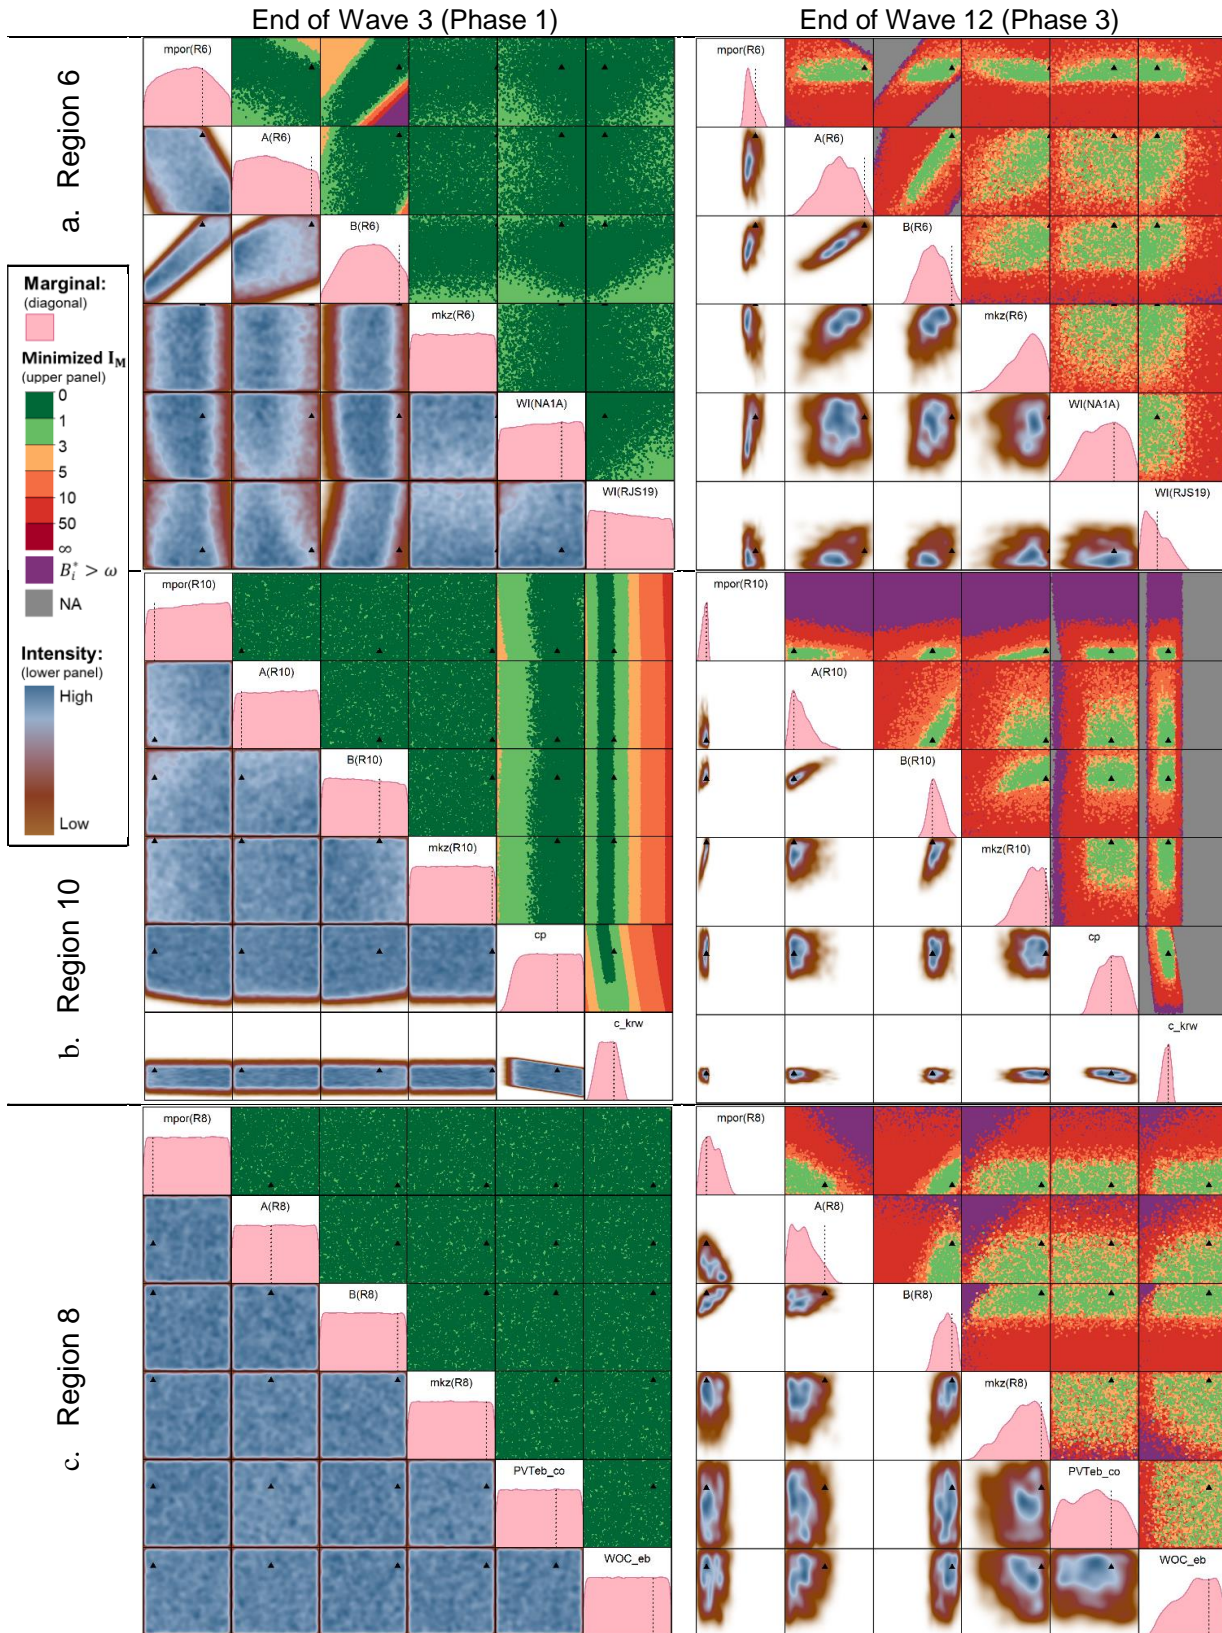 End of Wave 3 (Phase 1)
End of Wave 12 (Phase 3)
a. Region 6
mpor(R6)
A(R6)
B(R6)
mkz(R6)
WI(NA1A)
WI(RJS19)
mpor(R6)
A(R6)
B(R6)
mkz(R6)
WI(NA1A)
WI(RJS19)
Marginal:
(diagonal)
Minimized I_M
(upper panel)
0
1
3
5
10
50
∞
B_i^* > ω
NA
Intensity:
(lower panel)
High
Low
b. Region 10
mpor(R10)
A(R10)
B(R10)
mkz(R10)
cp
c_krw
mpor(R10)
A(R10)
B(R10)
mkz(R10)
cp
c_krw
c. Region 8
mpor(R8)
A(R8)
B(R8)
mkz(R8)
PVTeb_co
WOC_eb
mpor(R8)
A(R8)
B(R8)
mkz(R8)
PVTeb_co
WOC_eb